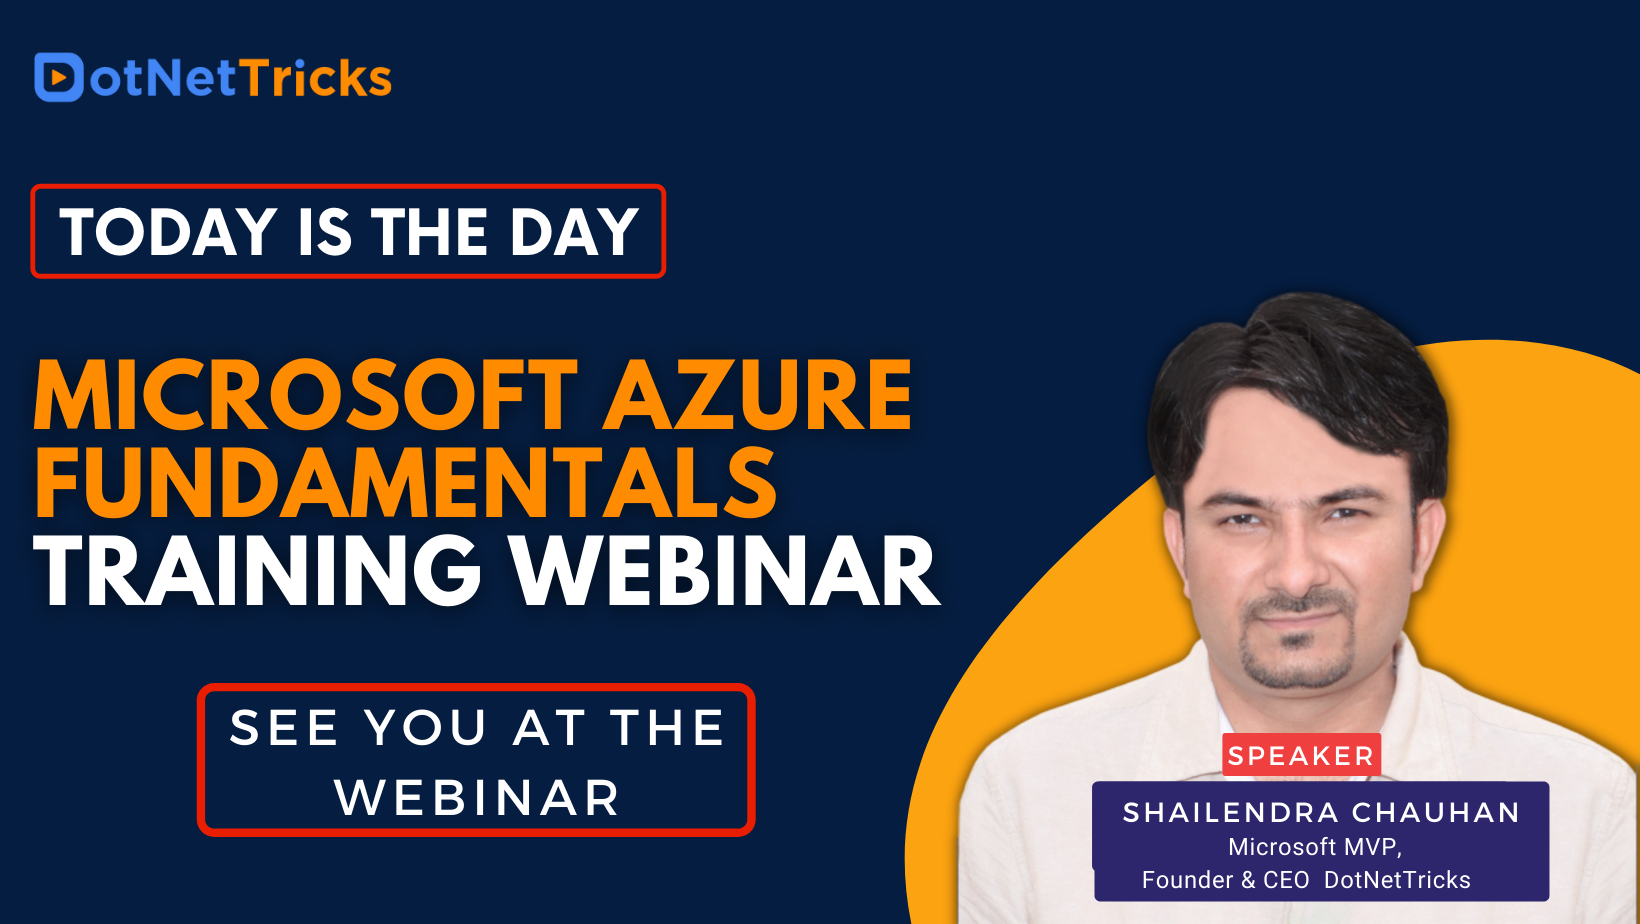 DotNetTricks
TODAY IS THE DAY
MICROSOFT AZURE
FUNDAMENTALS
TRAINING WEBINAR
SEE YOU AT THE
WEBINAR
SPEAKER
SHAILENDRA CHAUHAN
Microsoft MVP,
Founder & CEO DotNetTricks